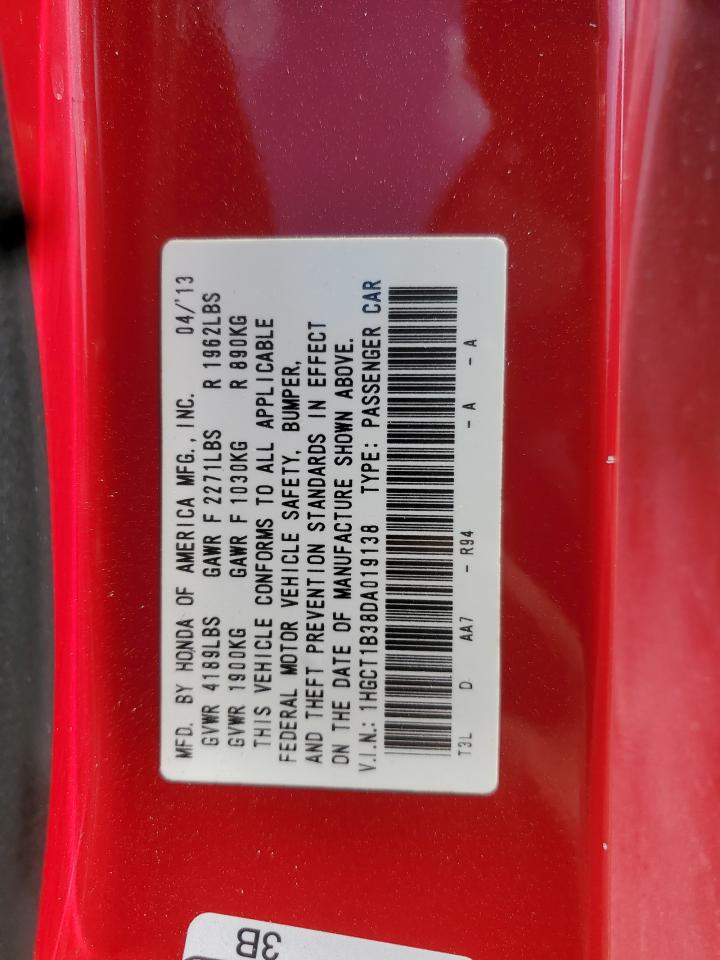 MFD. BY HONDA OF AMERICA MFG., INC. 04/'13
GVWR 4189LBS GAWR F 2271LBS R 1962LBS
GVWR 1900KG GAWR F 1030KG R 890KG
THIS VEHICLE CONFORMS TO ALL APPLICABLE
FEDERAL MOTOR VEHICLE SAFETY, BUMPER,
AND THEFT PREVENTION STANDARDS IN EFFECT
ON THE DATE OF MANUFACTURE SHOWN ABOVE.
V.I.N.: 1HGCT1B38DA019138 TYPE: PASSENGER CAR
T3L D AA7 - R94 - A - A
3B